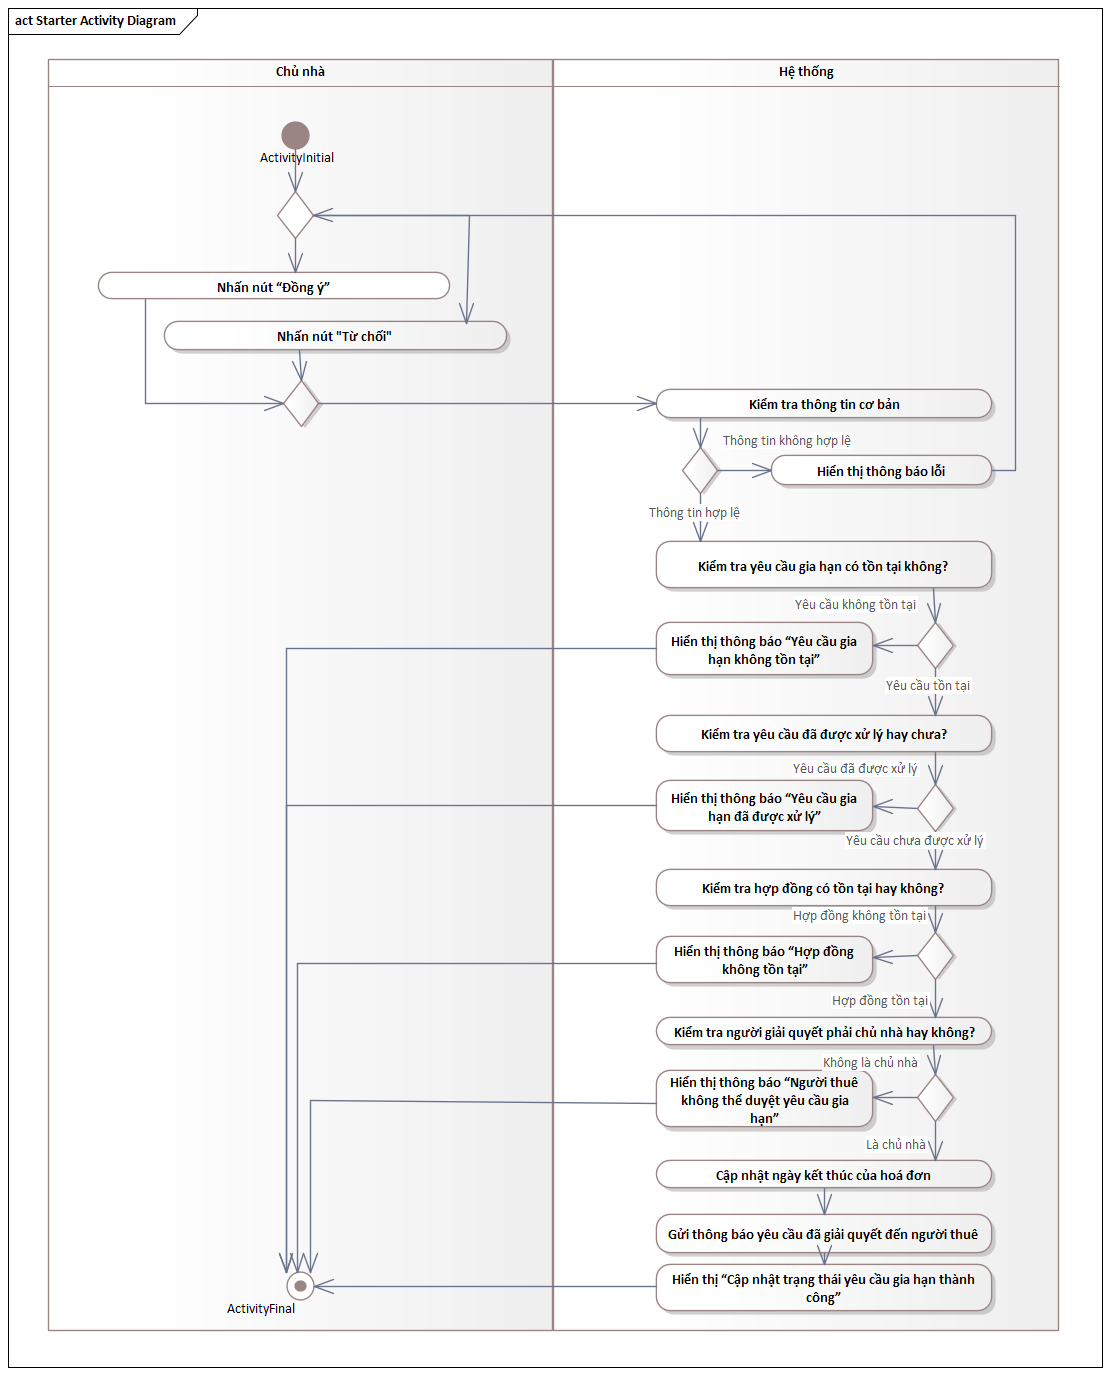 act Starter Activity Diagram
Chủ nhà
Hệ thống
ActivityInitial
Nhấn nút “Đồng ý”
Nhấn nút "Từ chối"
Kiểm tra thông tin cơ bản
Thông tin không hợp lệ
Hiển thị thông báo lỗi
Thông tin hợp lệ
Kiểm tra yêu cầu gia hạn có tồn tại không?
Yêu cầu không tồn tại
Hiển thị thông báo “Yêu cầu gia
hạn không tồn tại”
Yêu cầu tồn tại
Kiểm tra yêu cầu đã được xử lý hay chưa?
Yêu cầu đã được xử lý
Hiển thị thông báo “Yêu cầu gia
hạn đã được xử lý”
Yêu cầu chưa được xử lý
Kiểm tra hợp đồng có tồn tại hay không?
Hợp đồng không tồn tại
Hiển thị thông báo “Hợp đồng
không tồn tại”
Hợp đồng tồn tại
Kiểm tra người giải quyết phải chủ nhà hay không?
Không là chủ nhà
Hiển thị thông báo “Người thuê
không thể duyệt yêu cầu gia
hạn”
Là chủ nhà
Cập nhật ngày kết thúc của hoá đơn
Gửi thông báo yêu cầu đã giải quyết đến người thuê
Hiển thị “Cập nhật trạng thái yêu cầu gia hạn thành
công”
ActivityFinal